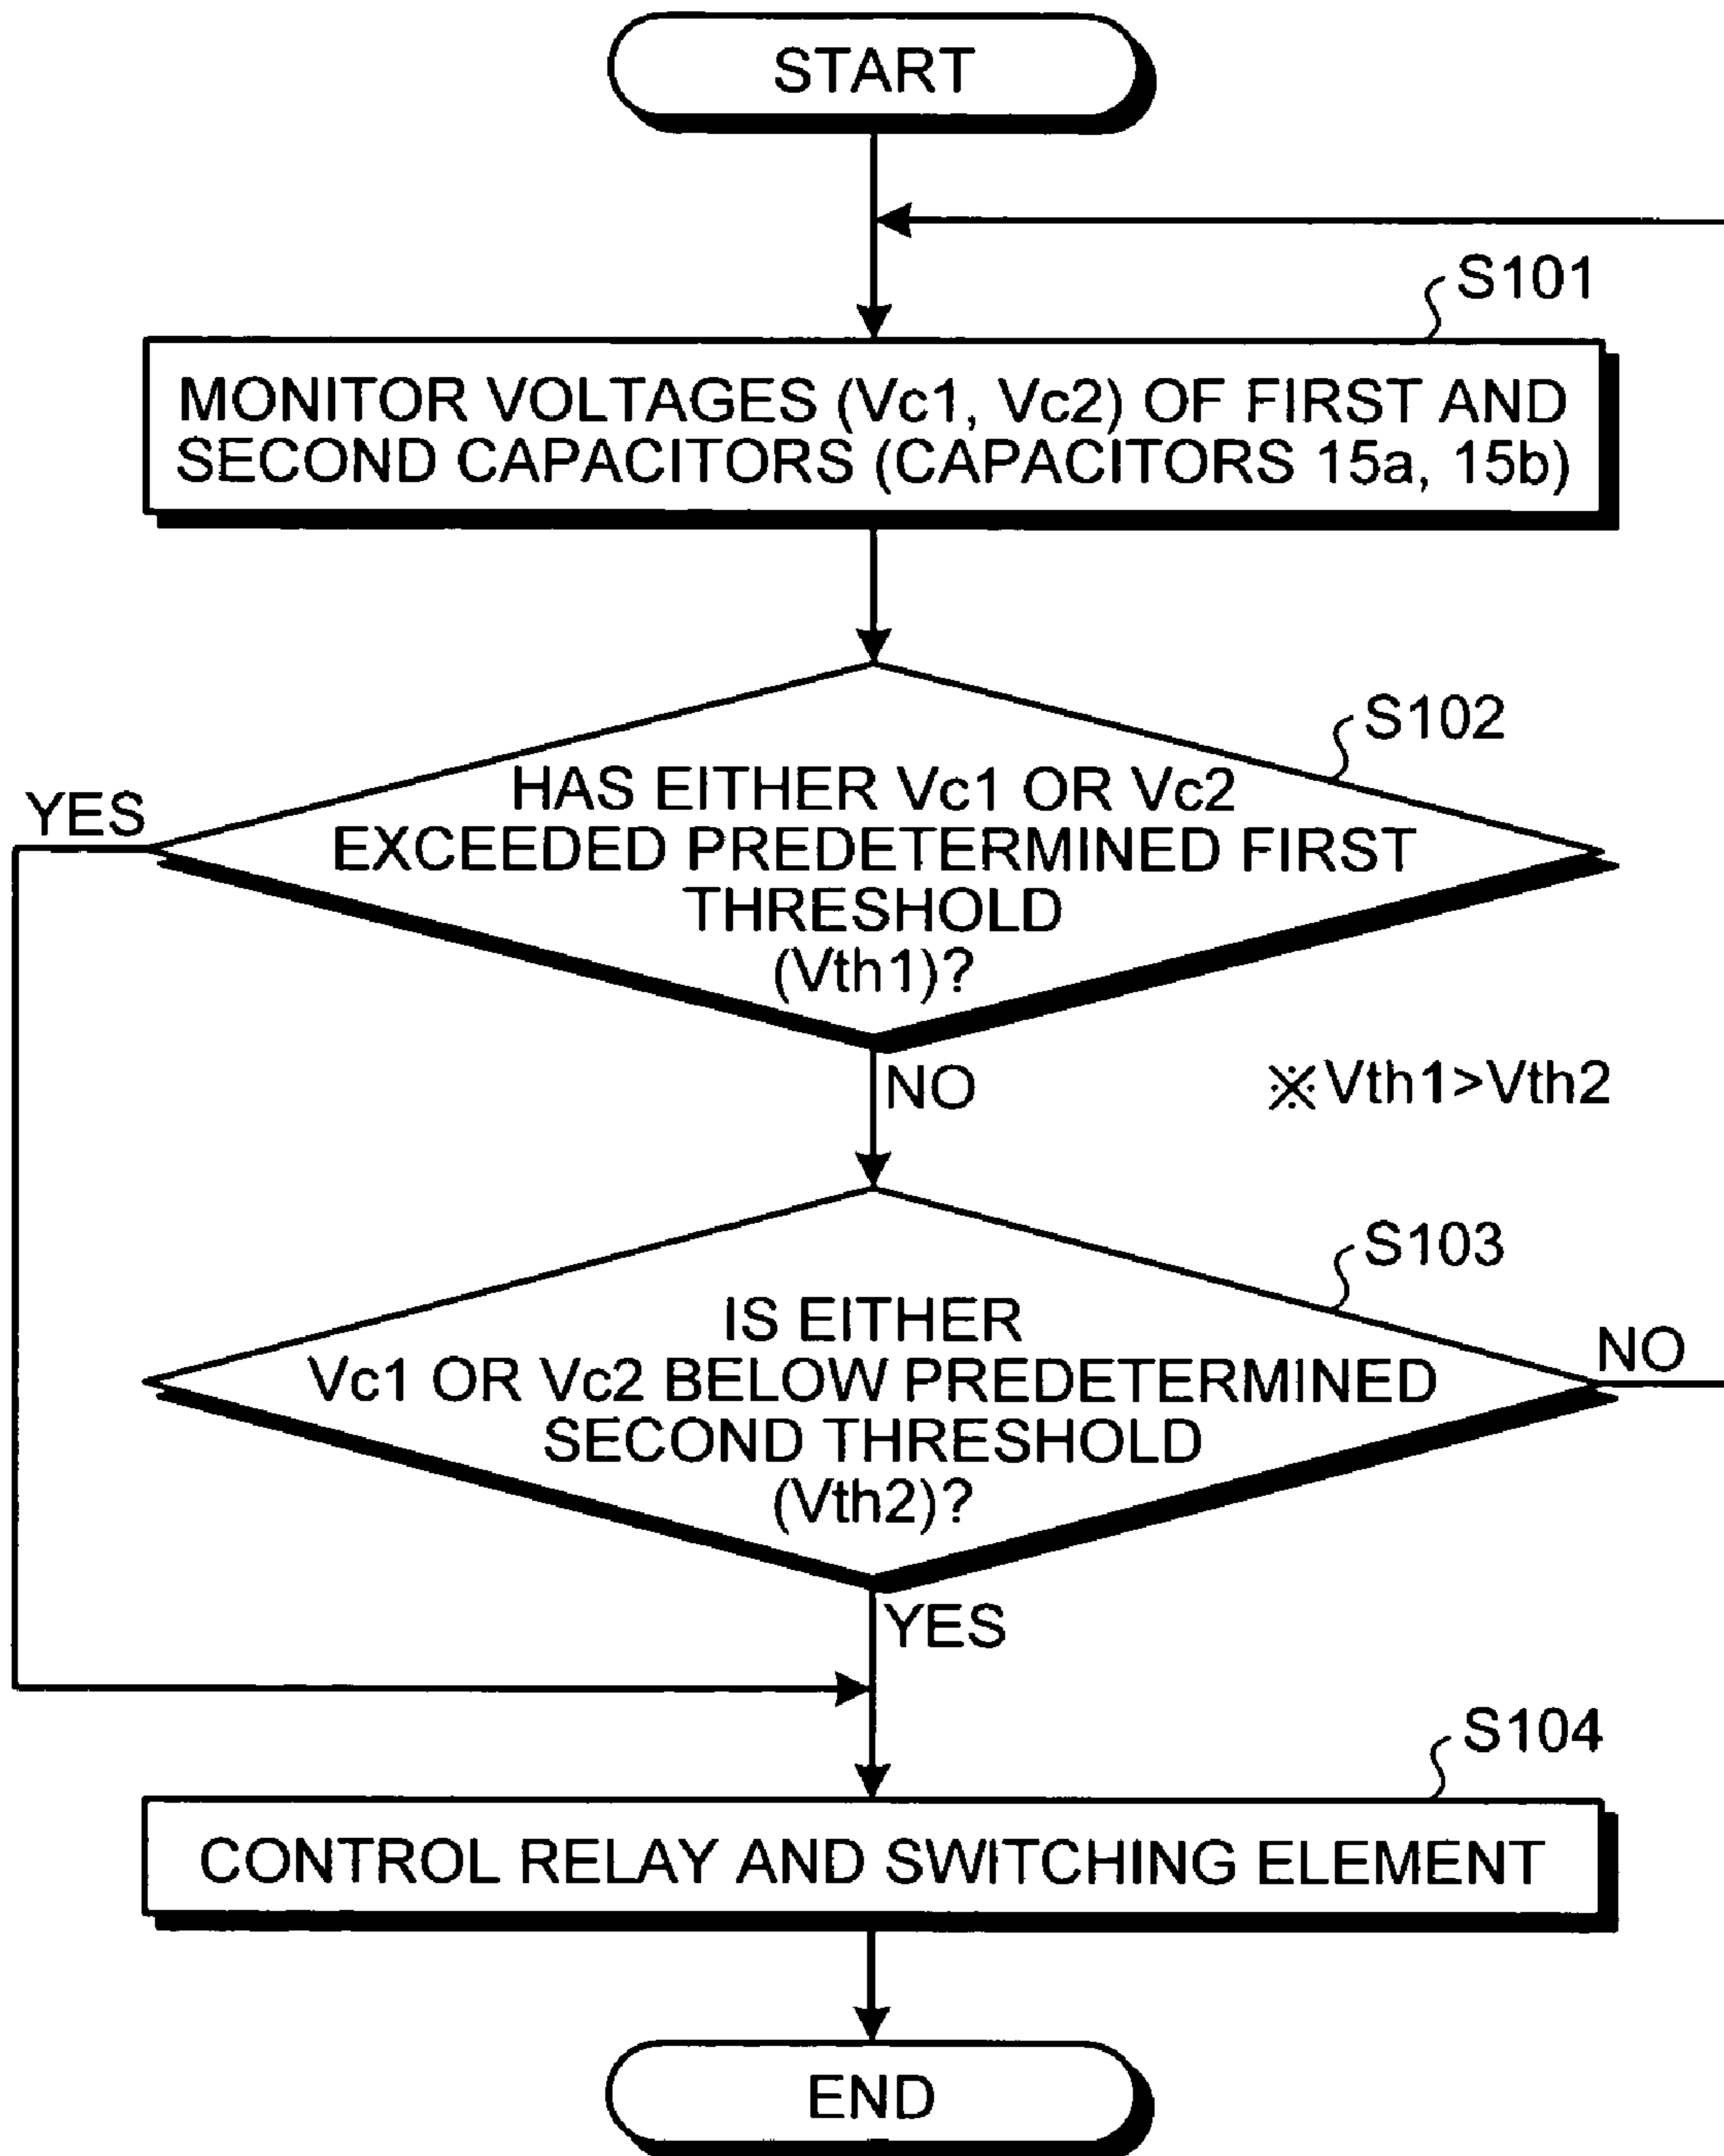 START
S101
MONITOR VOLTAGES (Vc1, Vc2) OF FIRST AND
SECOND CAPACITORS (CAPACITORS 15a, 15b)
S102
HAS EITHER Vc1 OR Vc2
EXCEEDED PREDETERMINED FIRST
THRESHOLD
(Vth1)?
YES
NO
※Vth1>Vth2
S103
IS EITHER
Vc1 OR Vc2 BELOW PREDETERMINED
SECOND THRESHOLD
(Vth2)?
NO
YES
S104
CONTROL RELAY AND SWITCHING ELEMENT
END